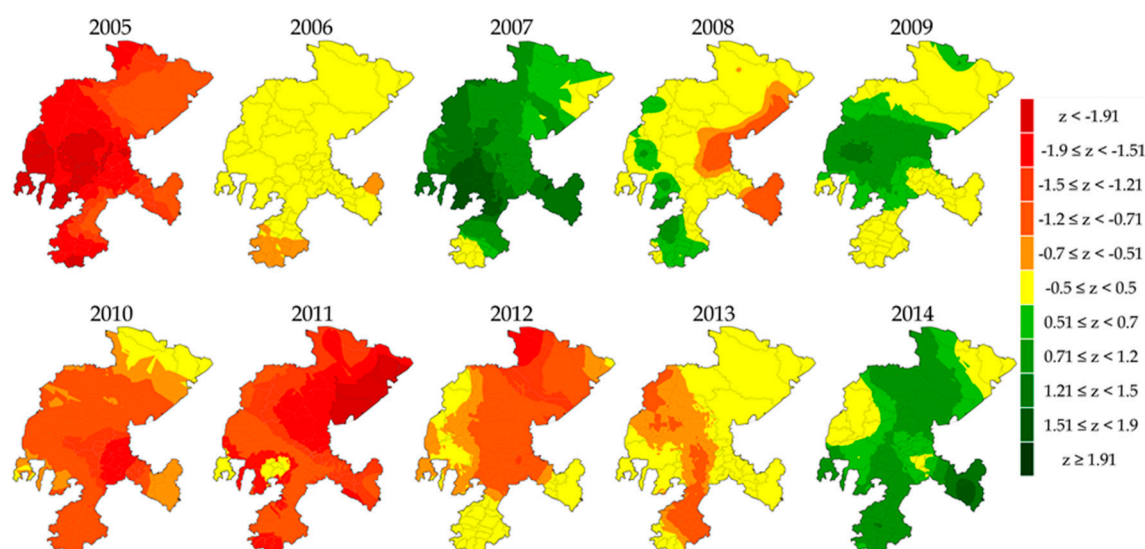 2005 2006 2007 2008 2009
z < -1.91
-1.9 ≤ z < -1.51
-1.5 ≤ z < -1.21
-1.2 ≤ z < -0.71
-0.7 ≤ z < -0.51
-0.5 ≤ z < 0.5
0.51 ≤ z < 0.7
0.71 ≤ z < 1.2
1.21 ≤ z < 1.5
1.51 ≤ z < 1.9
z ≥ 1.91
2010 2011 2012 2013 2014